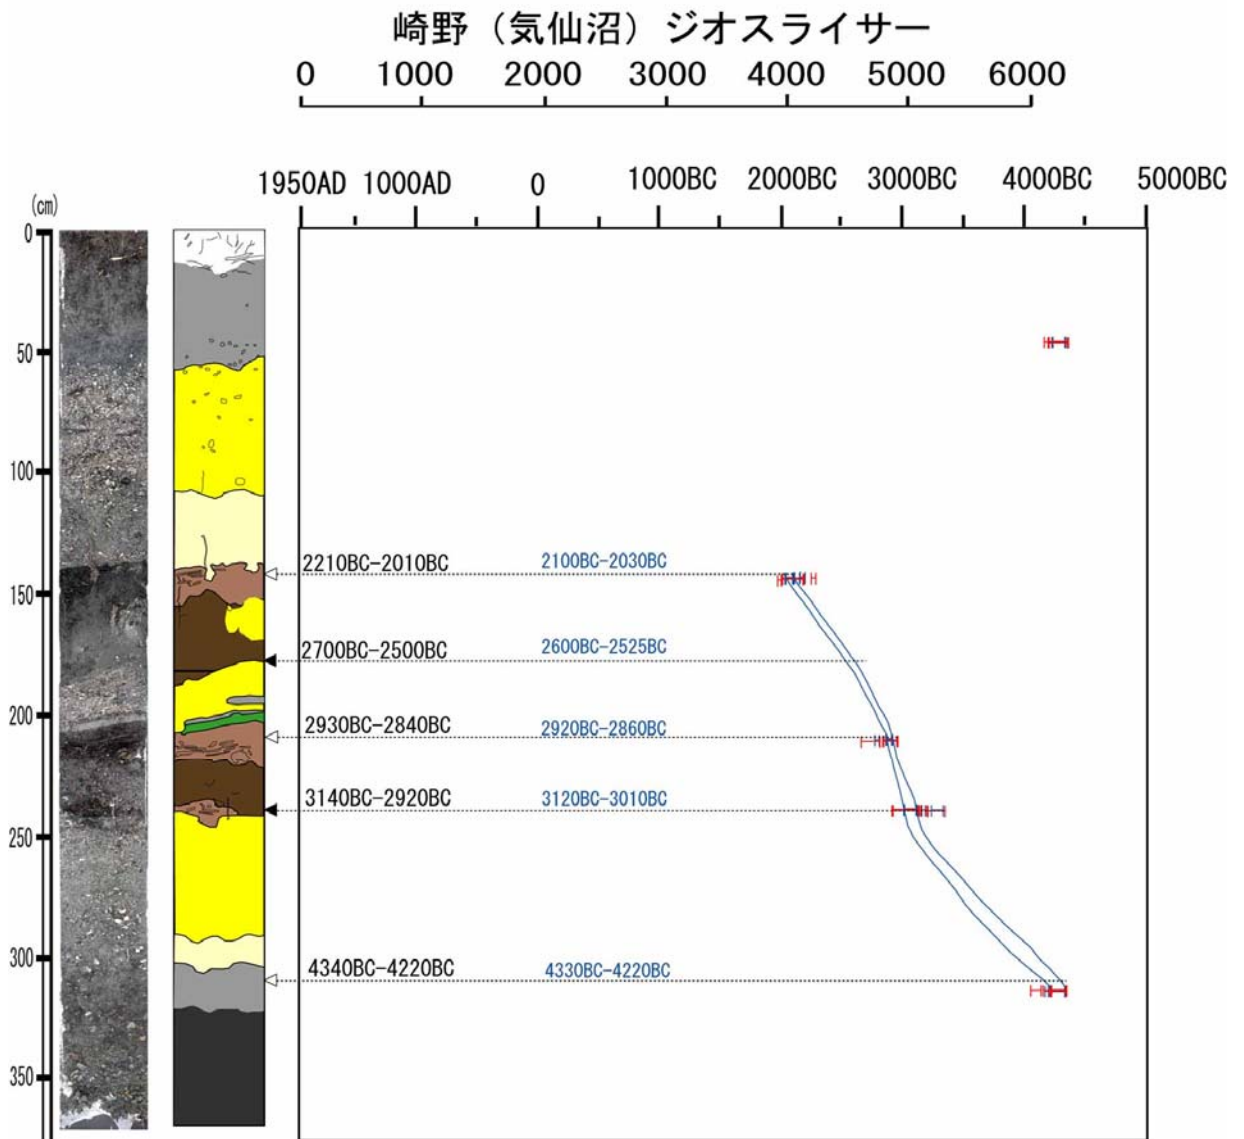 崎野（気仙沼）ジオスライサー
0 1000 2000 3000 4000 5000 6000
1950AD 1000AD 0 1000BC 2000BC 3000BC 4000BC 5000BC
(cm)
0
50
100
2210BC-2010BC 2100BC-2030BC
150
2700BC-2500BC 2600BC-2525BC
200
2930BC-2840BC 2920BC-2860BC
3140BC-2920BC 3120BC-3010BC
250
300
4340BC-4220BC 4330BC-4220BC
350